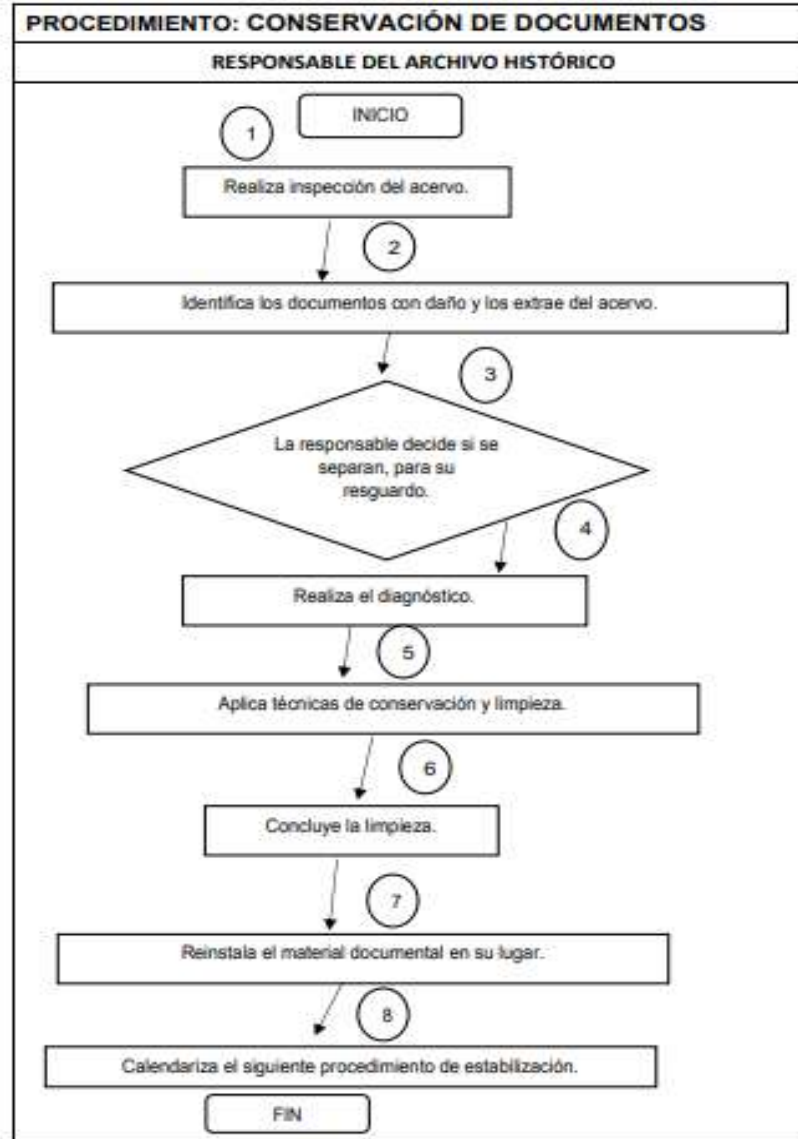 PROCEDIMIENTO: CONSERVACIÓN DE DOCUMENTOS
RESPONSABLE DEL ARCHIVO HISTÓRICO
INICIO
1
Realiza inspección del acervo.
2
Identifica los documentos con daño y los extrae del acervo.
3
La responsable decide si se
separan, para su
resguardo.
4
Realiza el diagnóstico.
5
Aplica técnicas de conservación y limpieza.
6
Concluye la limpieza.
7
Reinstala el material documental en su lugar.
8
Calendariza el siguiente procedimiento de estabilización.
FIN